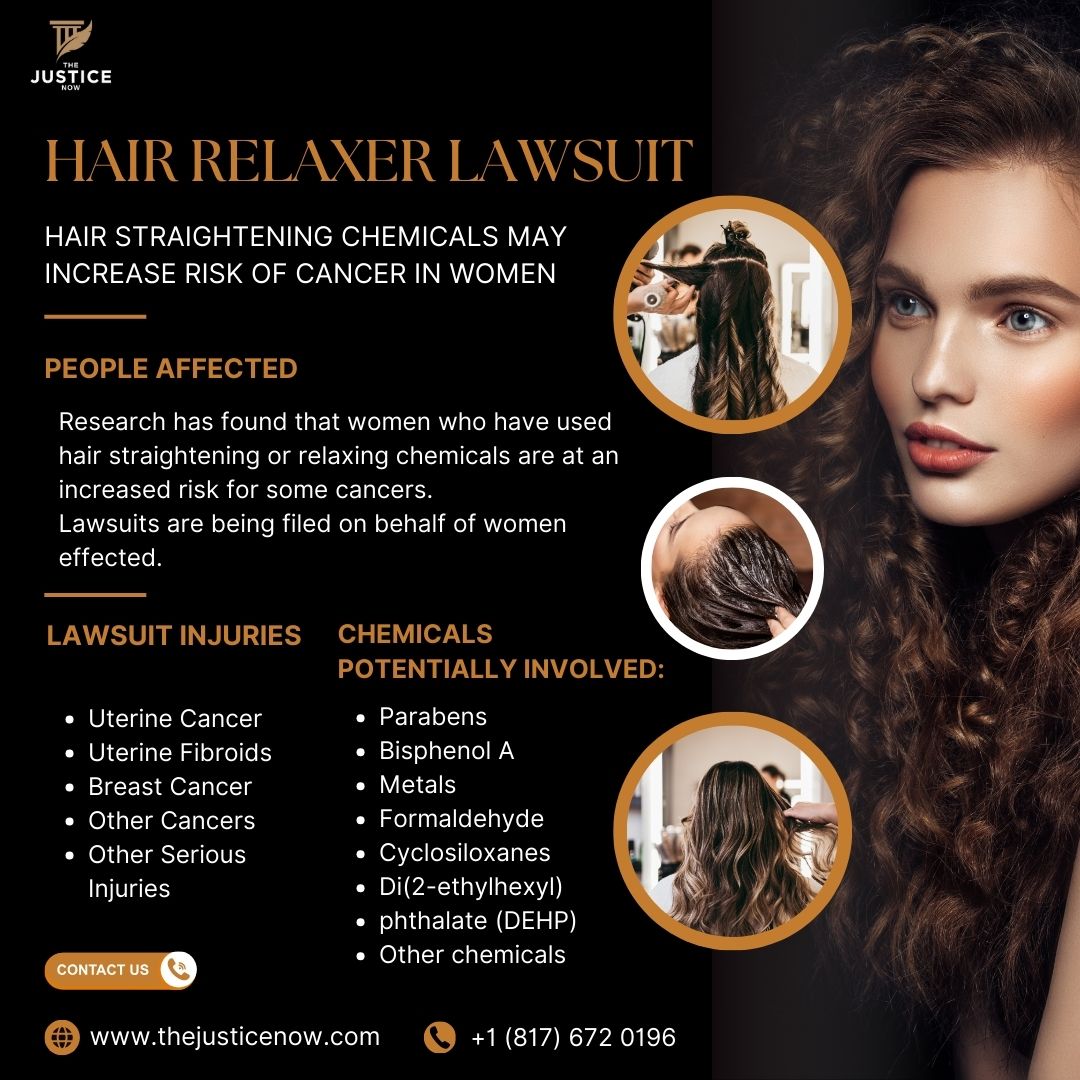 THE
JUSTICE
NOW
HAIR RELAXER LAWSUIT
HAIR STRAIGHTENING CHEMICALS MAY
INCREASE RISK OF CANCER IN WOMEN
PEOPLE AFFECTED
Research has found that women who have used
hair straightening or relaxing chemicals are at an
increased risk for some cancers.
Lawsuits are being filed on behalf of women
effected.
LAWSUIT INJURIES
• Uterine Cancer
• Uterine Fibroids
• Breast Cancer
• Other Cancers
• Other Serious
Injuries
CHEMICALS
POTENTIALLY INVOLVED:
• Parabens
• Bisphenol A
• Metals
• Formaldehyde
• Cyclosiloxanes
• Di(2-ethylhexyl)
• phthalate (DEHP)
• Other chemicals
CONTACT US
www.thejusticenow.com
+1 (817) 672 0196